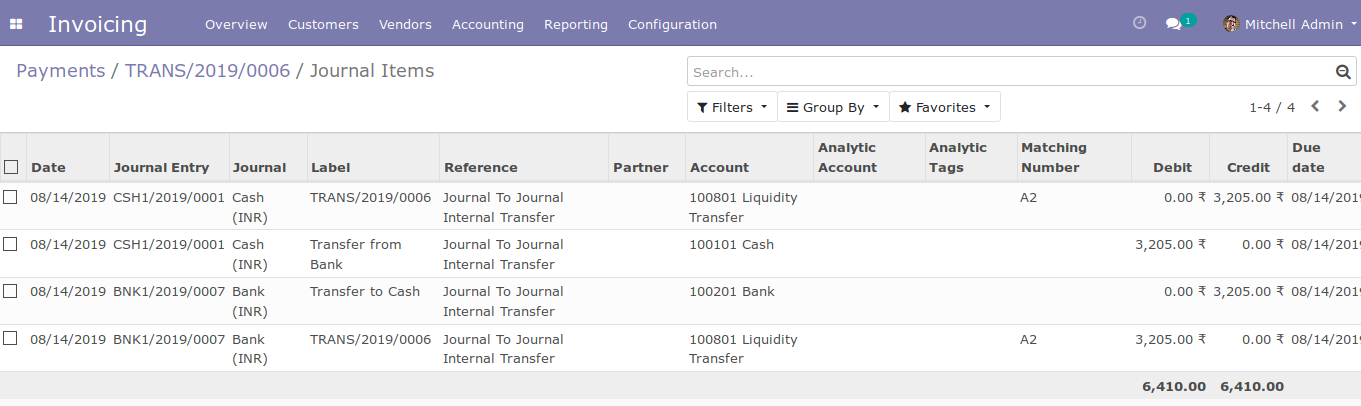 Invoicing Overview Customers Vendors Accounting Reporting Configuration 1 Mitchell Admin
Payments / TRANS/2019/0006 / Journal Items
Search...
Filters Group By Favorites 1-4 / 4
Date Journal Entry Journal Label Reference Partner Account Analytic Account Analytic Tags Matching Number Debit Credit Due date
08/14/2019 CSH1/2019/0001 Cash (INR) TRANS/2019/0006 Journal To Journal Internal Transfer 100801 Liquidity Transfer A2 0.00 ₹ 3,205.00 ₹ 08/14/2019
08/14/2019 CSH1/2019/0001 Cash (INR) Transfer from Bank Journal To Journal Internal Transfer 100101 Cash 3,205.00 ₹ 0.00 ₹ 08/14/2019
08/14/2019 BNK1/2019/0007 Bank (INR) Transfer to Cash Journal To Journal Internal Transfer 100201 Bank 0.00 ₹ 3,205.00 ₹ 08/14/2019
08/14/2019 BNK1/2019/0007 Bank (INR) TRANS/2019/0006 Journal To Journal Internal Transfer 100801 Liquidity Transfer A2 3,205.00 ₹ 0.00 ₹ 08/14/2019
6,410.00 6,410.00